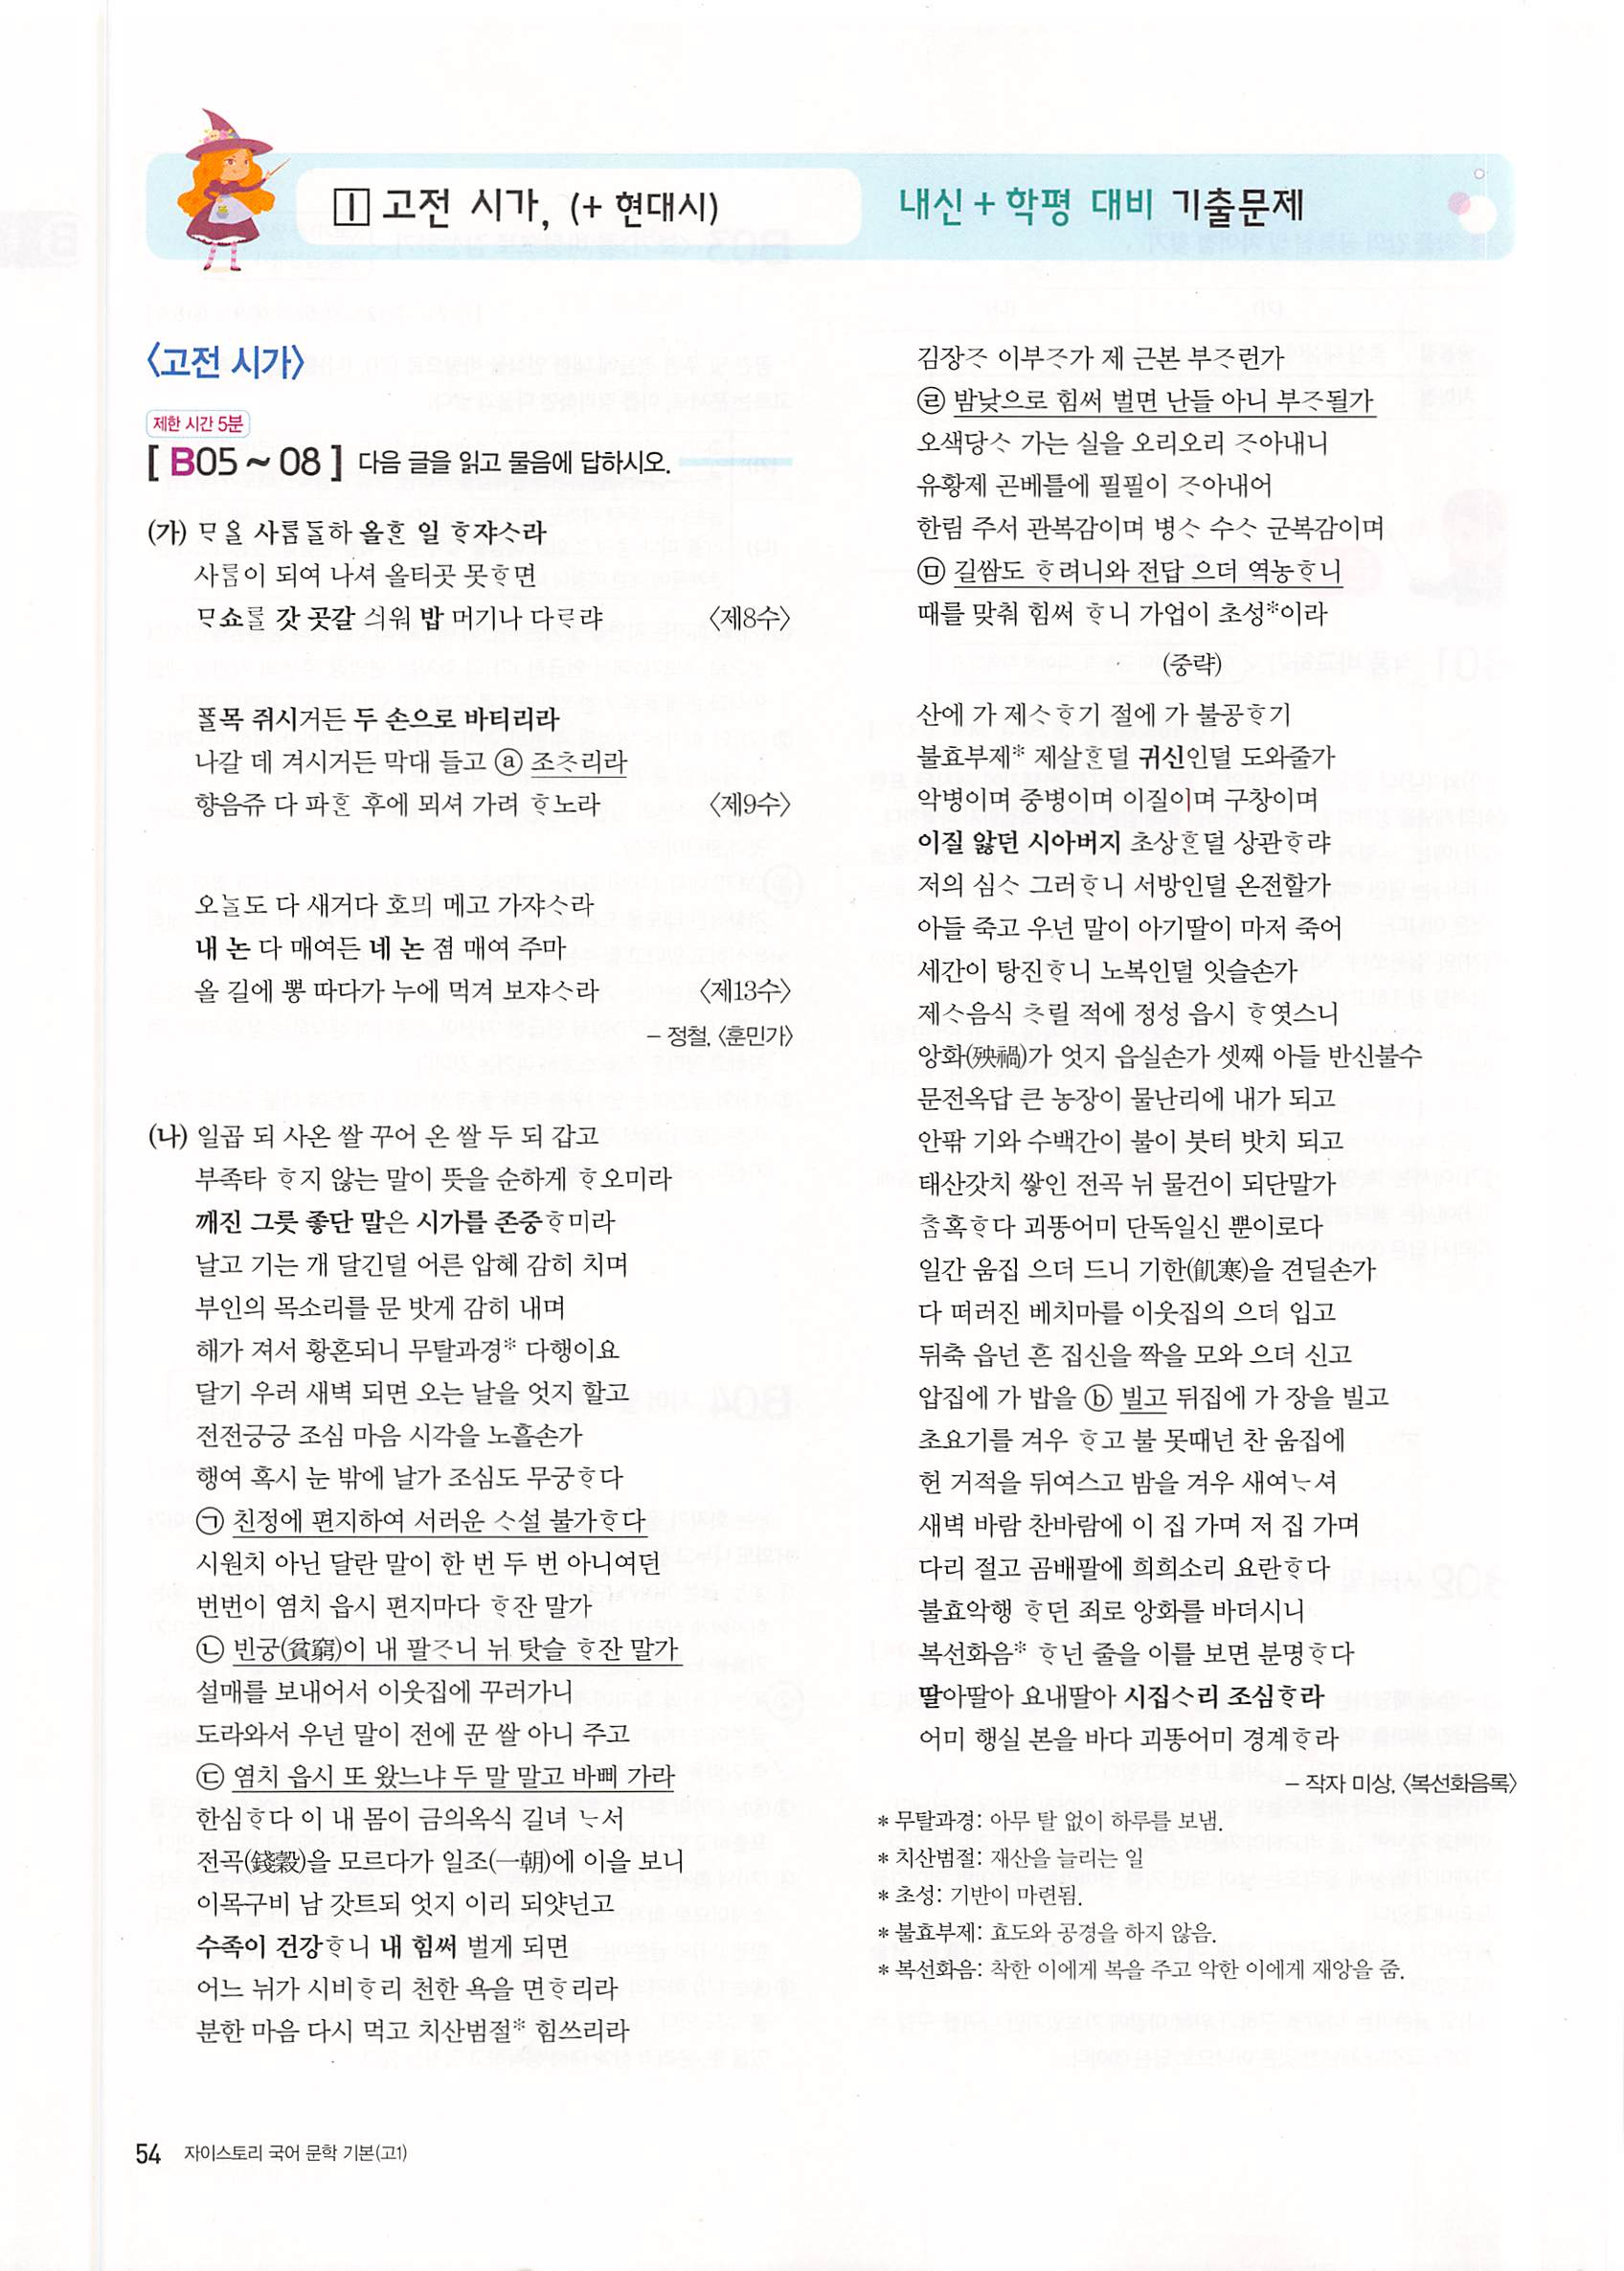 1 고전 시가, (+ 현대시)
내신 + 학평 대비 기출문제
<고전 시가>
제한 시간 5분
[ B05 ~ 08 ] 다음 글을 읽고 물음에 답하시오.
(가) ᄆᆞ을 사ᄅᆞᆷᄃᆞᆯ하 올ᄒᆞᆫ 일 ᄒᆞ쟈ᄉᆞ라
사ᄅᆞᆷ이 되여 나셔 올티곳 못ᄒᆞ면
ᄆᆞ쇼ᄅᆞᆯ 갓 곳갈 싀워 밥 머기나 다ᄅᆞ랴 <제8수>
ᄑᆞᆯ목 쥐시거든 두 손으로 바티리라
나갈 데 겨시거든 막대 들고 ⓐ 조ᄎᆞ리라
향음쥬 다 파ᄒᆞᆫ 후에 뫼셔 가려 ᄒᆞ노라 <제9수>
오ᄂᆞᆯ도 다 새거다 호믜 메고 가쟈ᄉᆞ라
내 논 다 매여든 네 논 졈 매여 주마
올 길에 뽕 따다가 누에 먹겨 보쟈ᄉᆞ라 <제13수>
– 정철, <훈민가>
(나) 일곱 되 사온 쌀 꾸어 온 쌀 두 되 갑고
부족타 ᄒᆞ지 않는 말이 뜻을 순하게 ᄒᆞ오미라
깨진 그릇 좋단 말은 시가를 존중ᄒᆞ미라
날고 기는 개 달긴덜 어른 압혜 감히 치며
부인의 목소리를 문 밧게 감히 내며
해가 져서 황혼되니 무탈과경* 다행이요
달기 우러 새벽 되면 오는 날을 엇지 할고
전전긍긍 조심 마음 시각을 노흘손가
행여 혹시 눈 밖에 날가 조심도 무궁ᄒᆞ다
㉠ 친정에 편지하여 서러운 ᄉᆞ설 불가ᄒᆞ다
시원치 아닌 달란 말이 한 번 두 번 아니여던
번번이 염치 읍시 편지마다 ᄒᆞ잔 말가
㉡ 빈궁(貧窮)이 내 팔ᄌᆞ니 뉘 탓슬 ᄒᆞ잔 말가
설매를 보내어서 이웃집에 꾸러가니
도라와서 우넌 말이 전에 꾼 쌀 아니 주고
㉢ 염치 읍시 또 왔느냐 두 말 말고 바삐 가라
한심ᄒᆞ다 이 내 몸이 금의옥식 길녀 ᄂᆞ서
전곡(錢穀)을 모르다가 일조(一朝)에 이을 보니
이목구비 남 갓트되 엇지 이리 되얏넌고
수족이 건강ᄒᆞ니 내 힘써 벌게 되면
어느 뉘가 시비ᄒᆞ리 천한 욕을 면ᄒᆞ리라
분한 마음 다시 먹고 치산범절* 힘쓰리라
김장ᄌᆞ 이부ᄌᆞ가 제 근본 부ᄌᆞ런가
㉣ 밤낮으로 힘써 벌면 난들 아니 부ᄌᆞ될가
오색당ᄉᆞ 가는 실을 오리오리 ᄌᆞ아내니
유황제 곤베틀에 필필이 ᄌᆞ아내어
한림 주서 관복감이며 병ᄉᆞ 수ᄉᆞ 군복감이며
㉤ 길쌈도 ᄒᆞ려니와 전답 으더 역농ᄒᆞ니
때를 맞춰 힘써 ᄒᆞ니 가업이 초성*이라
(중략)
산에 가 제ᄉᆞᄒᆞ기 절에 가 불공ᄒᆞ기
불효부제* 제살ᄒᆞᆫ덜 귀신인덜 도와줄가
악병이며 중병이며 이질이며 구창이며
이질 앓던 시아버지 초상ᄒᆞᆫ덜 상관ᄒᆞ랴
저의 심ᄉᆞ 그러ᄒᆞ니 서방인덜 온전할가
아들 죽고 우넌 말이 아기딸이 마저 죽어
세간이 탕진ᄒᆞ니 노복인덜 잇슬손가
제ᄉᆞ음식 ᄎᆞ릴 적에 정성 읍시 ᄒᆞ엿스니
앙화(殃禍)가 엇지 읍실손가 셋째 아들 반신불수
문전옥답 큰 농장이 물난리에 내가 되고
안팎 기와 수백간이 불이 붓터 밧치 되고
태산갓치 쌓인 전곡 뉘 물건이 되단말가
ᄎᆞᆷ혹ᄒᆞ다 괴똥어미 단독일신 뿐이로다
일간 움집 으더 드니 기한(飢寒)을 견딜손가
다 떠러진 베치마를 이웃집의 으더 입고
뒤축 읍넌 흔 집신을 짝을 모와 으더 신고
압집에 가 밥을 ⓑ 빌고 뒤집에 가 장을 빌고
초요기를 겨우 ᄒᆞ고 불 못때넌 찬 움집에
헌 거적을 뒤여스고 밤을 겨우 새여ᄂᆞ셔
새벽 바람 찬바람에 이 집 가며 저 집 가며
다리 절고 곰배팔에 희희소리 요란ᄒᆞ다
불효악행 ᄒᆞ던 죄로 앙화를 바더시니
복선화음* ᄒᆞ넌 줄을 이를 보면 분명ᄒᆞ다
딸아딸아 요내딸아 시집ᄉᆞ리 조심ᄒᆞ라
어미 행실 본을 바다 괴똥어미 경계ᄒᆞ라
– 작자 미상, <복선화음록>
* 무탈과경: 아무 탈 없이 하루를 보냄.
* 치산범절: 재산을 늘리는 일
* 초성: 기반이 마련됨.
* 불효부제: 효도와 공경을 하지 않음.
* 복선화음: 착한 이에게 복을 주고 악한 이에게 재앙을 줌.
54 자이스토리 국어 문학 기본(고1)